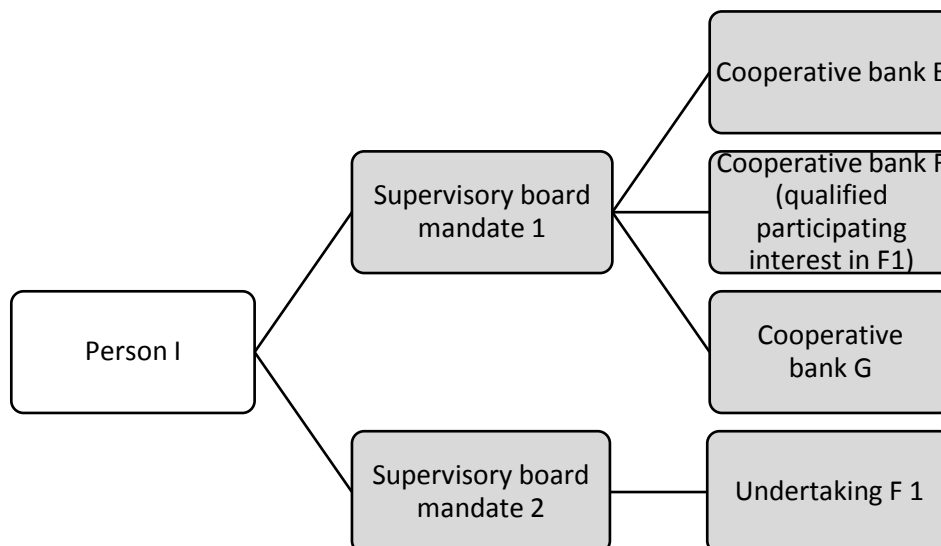 Person I
Supervisory board
mandate 1
Cooperative bank E
Cooperative bank F
(qualified
participating
interest in F1)
Cooperative
bank G
Supervisory board
mandate 2
Undertaking F 1